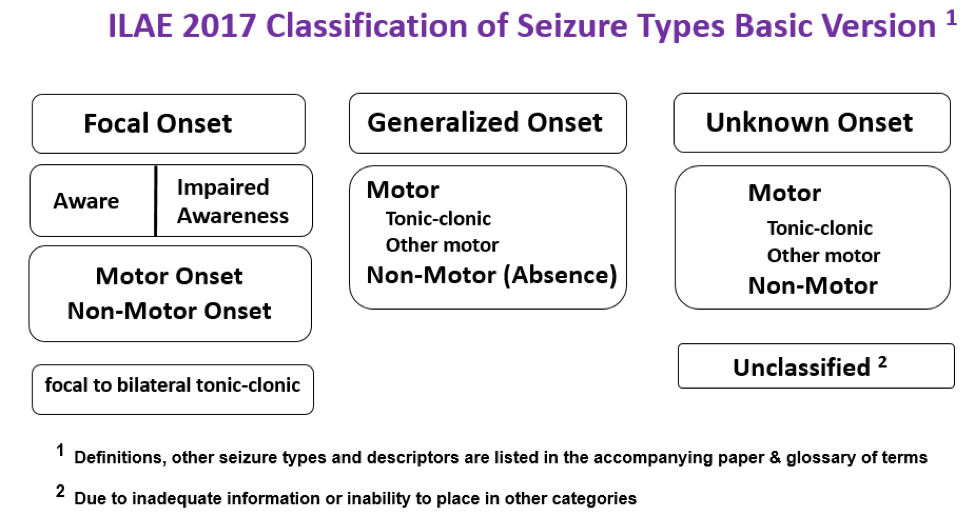 ILAE 2017 Classification of Seizure Types Basic Version 1
Focal Onset
Aware
Impaired
Awareness
Motor Onset
Non-Motor Onset
focal to bilateral tonic-clonic
Generalized Onset
Motor
Tonic-clonic
Other motor
Non-Motor (Absence)
Unknown Onset
Motor
Tonic-clonic
Other motor
Non-Motor
Unclassified 2
1 Definitions, other seizure types and descriptors are listed in the accompanying paper & glossary of terms
2 Due to inadequate information or inability to place in other categories